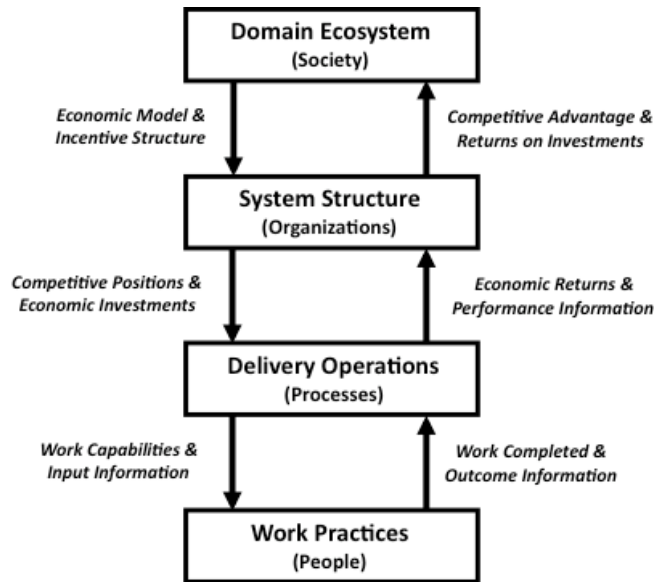 Domain Ecosystem
(Society)
Economic Model &
Incentive Structure
Competitive Advantage &
Returns on Investments
System Structure
(Organizations)
Competitive Positions &
Economic Investments
Economic Returns &
Performance Information
Delivery Operations
(Processes)
Work Capabilities &
Input Information
Work Completed &
Outcome Information
Work Practices
(People)